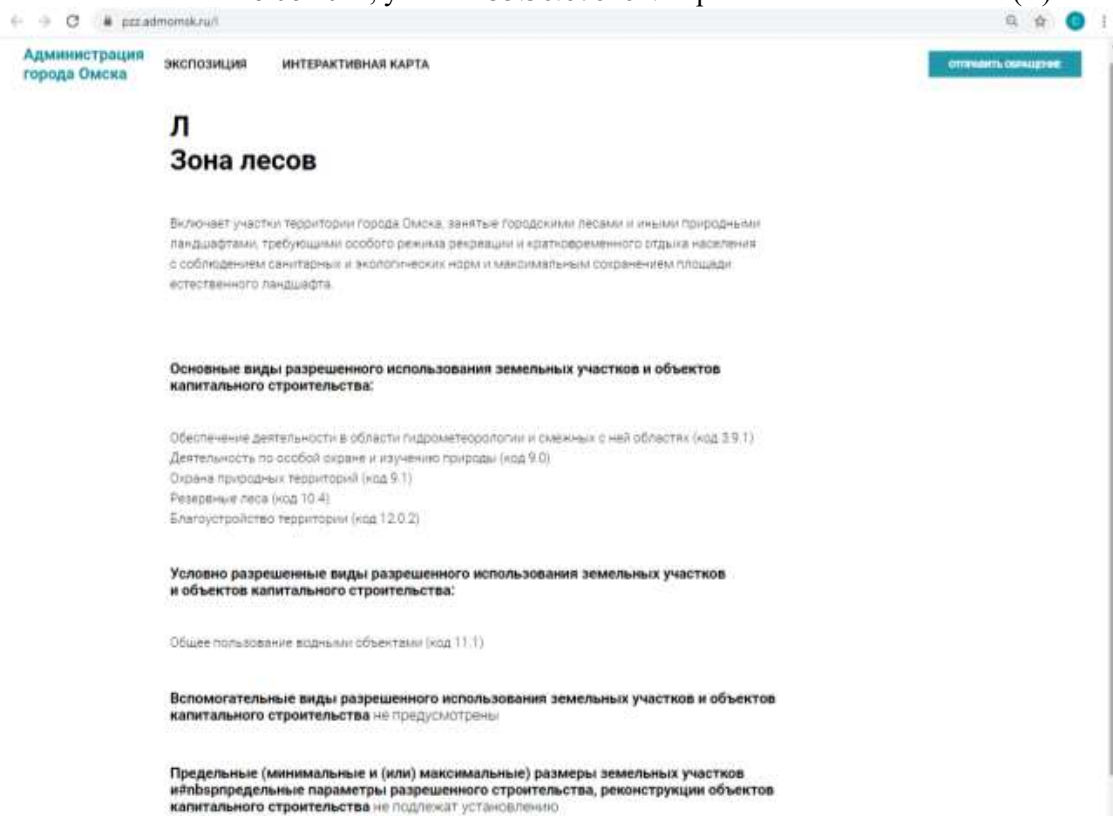 pzz.admomsk.ru/l
Администрация
города Омска
ЭКСПОЗИЦИЯ ИНТЕРАКТИВНАЯ КАРТА
ОТПРАВИТЬ ОБРАЩЕНИЕ
Л
Зона лесов
Включает участки территории города Омска, занятые городскими лесами и иными природными
ландшафтами, требующими особого режима рекреации и кратковременного отдыха населения
с соблюдением санитарных и экологических норм и максимальным сохранением площади
естественного ландшафта.
Основные виды разрешенного использования земельных участков и объектов
капитального строительства:
Обеспечение деятельности в области гидрометеорологии и смежных с ней областях (код 3.9.1)
Деятельность по особой охране и изучению природы (код 9.0)
Охрана природных территорий (код 9.1)
Резервные леса (код 10.4)
Благоустройство территории (код 12.0.2)
Условно разрешенные виды разрешенного использования земельных участков
и объектов капитального строительства:
Общее пользование водными объектами (код 11.1)
Вспомогательные виды разрешенного использования земельных участков и объектов
капитального строительства не предусмотрены
Предельные (минимальные и (или) максимальные) размеры земельных участков
и#nbspпредельные параметры разрешенного строительства, реконструкции объектов
капитального строительства не подлежат установлению